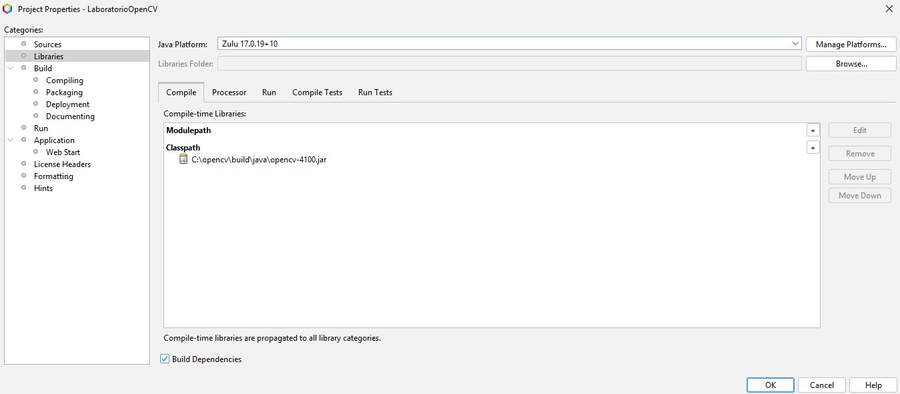 Project Properties - LaboratorioOpenCV
Categories:
Sources
Libraries
Build
Compiling
Packaging
Deployment
Documenting
Run
Application
Web Start
License Headers
Formatting
Hints
Java Platform: Zulu 17.0.19+10 Manage Platforms...
Libraries Folder: Browse...
Compile Processor Run Compile Tests Run Tests
Compile-time Libraries:
Modulepath
Classpath
C:\opencv\build\java\opencv-4100.jar
Edit
Remove
Move Up
Move Down
Compile-time libraries are propagated to all library categories.
Build Dependencies
OK Cancel Help